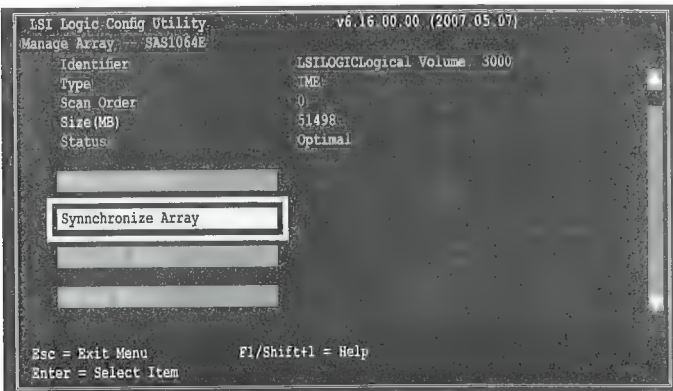 LSI Logic Config Utility v6.16.00.00 (2007.05.07)
Manage Array -- SAS1064E
Identifier LSILOGICLogical Volume 3000
Type IME
Scan Order 0
Size(MB) 51498
Status Optimal
Synnchronize Array
Esc = Exit Menu F1/Shift+1 = Help
Enter = Select Item